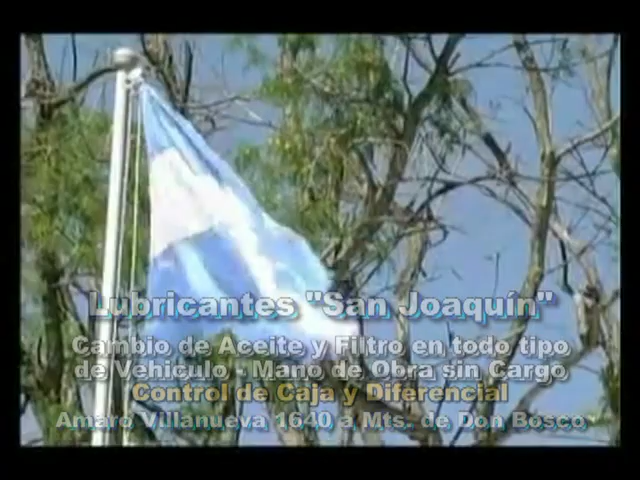 Lubricantes "San Joaquín"
Cambio de Aceite y Filtro en todo tipo
de Vehiculo - Mano de Obra sin Cargo
Control de Caja y Diferencial
Amaro Villanueva 1640 a Mts. de Don Bosco